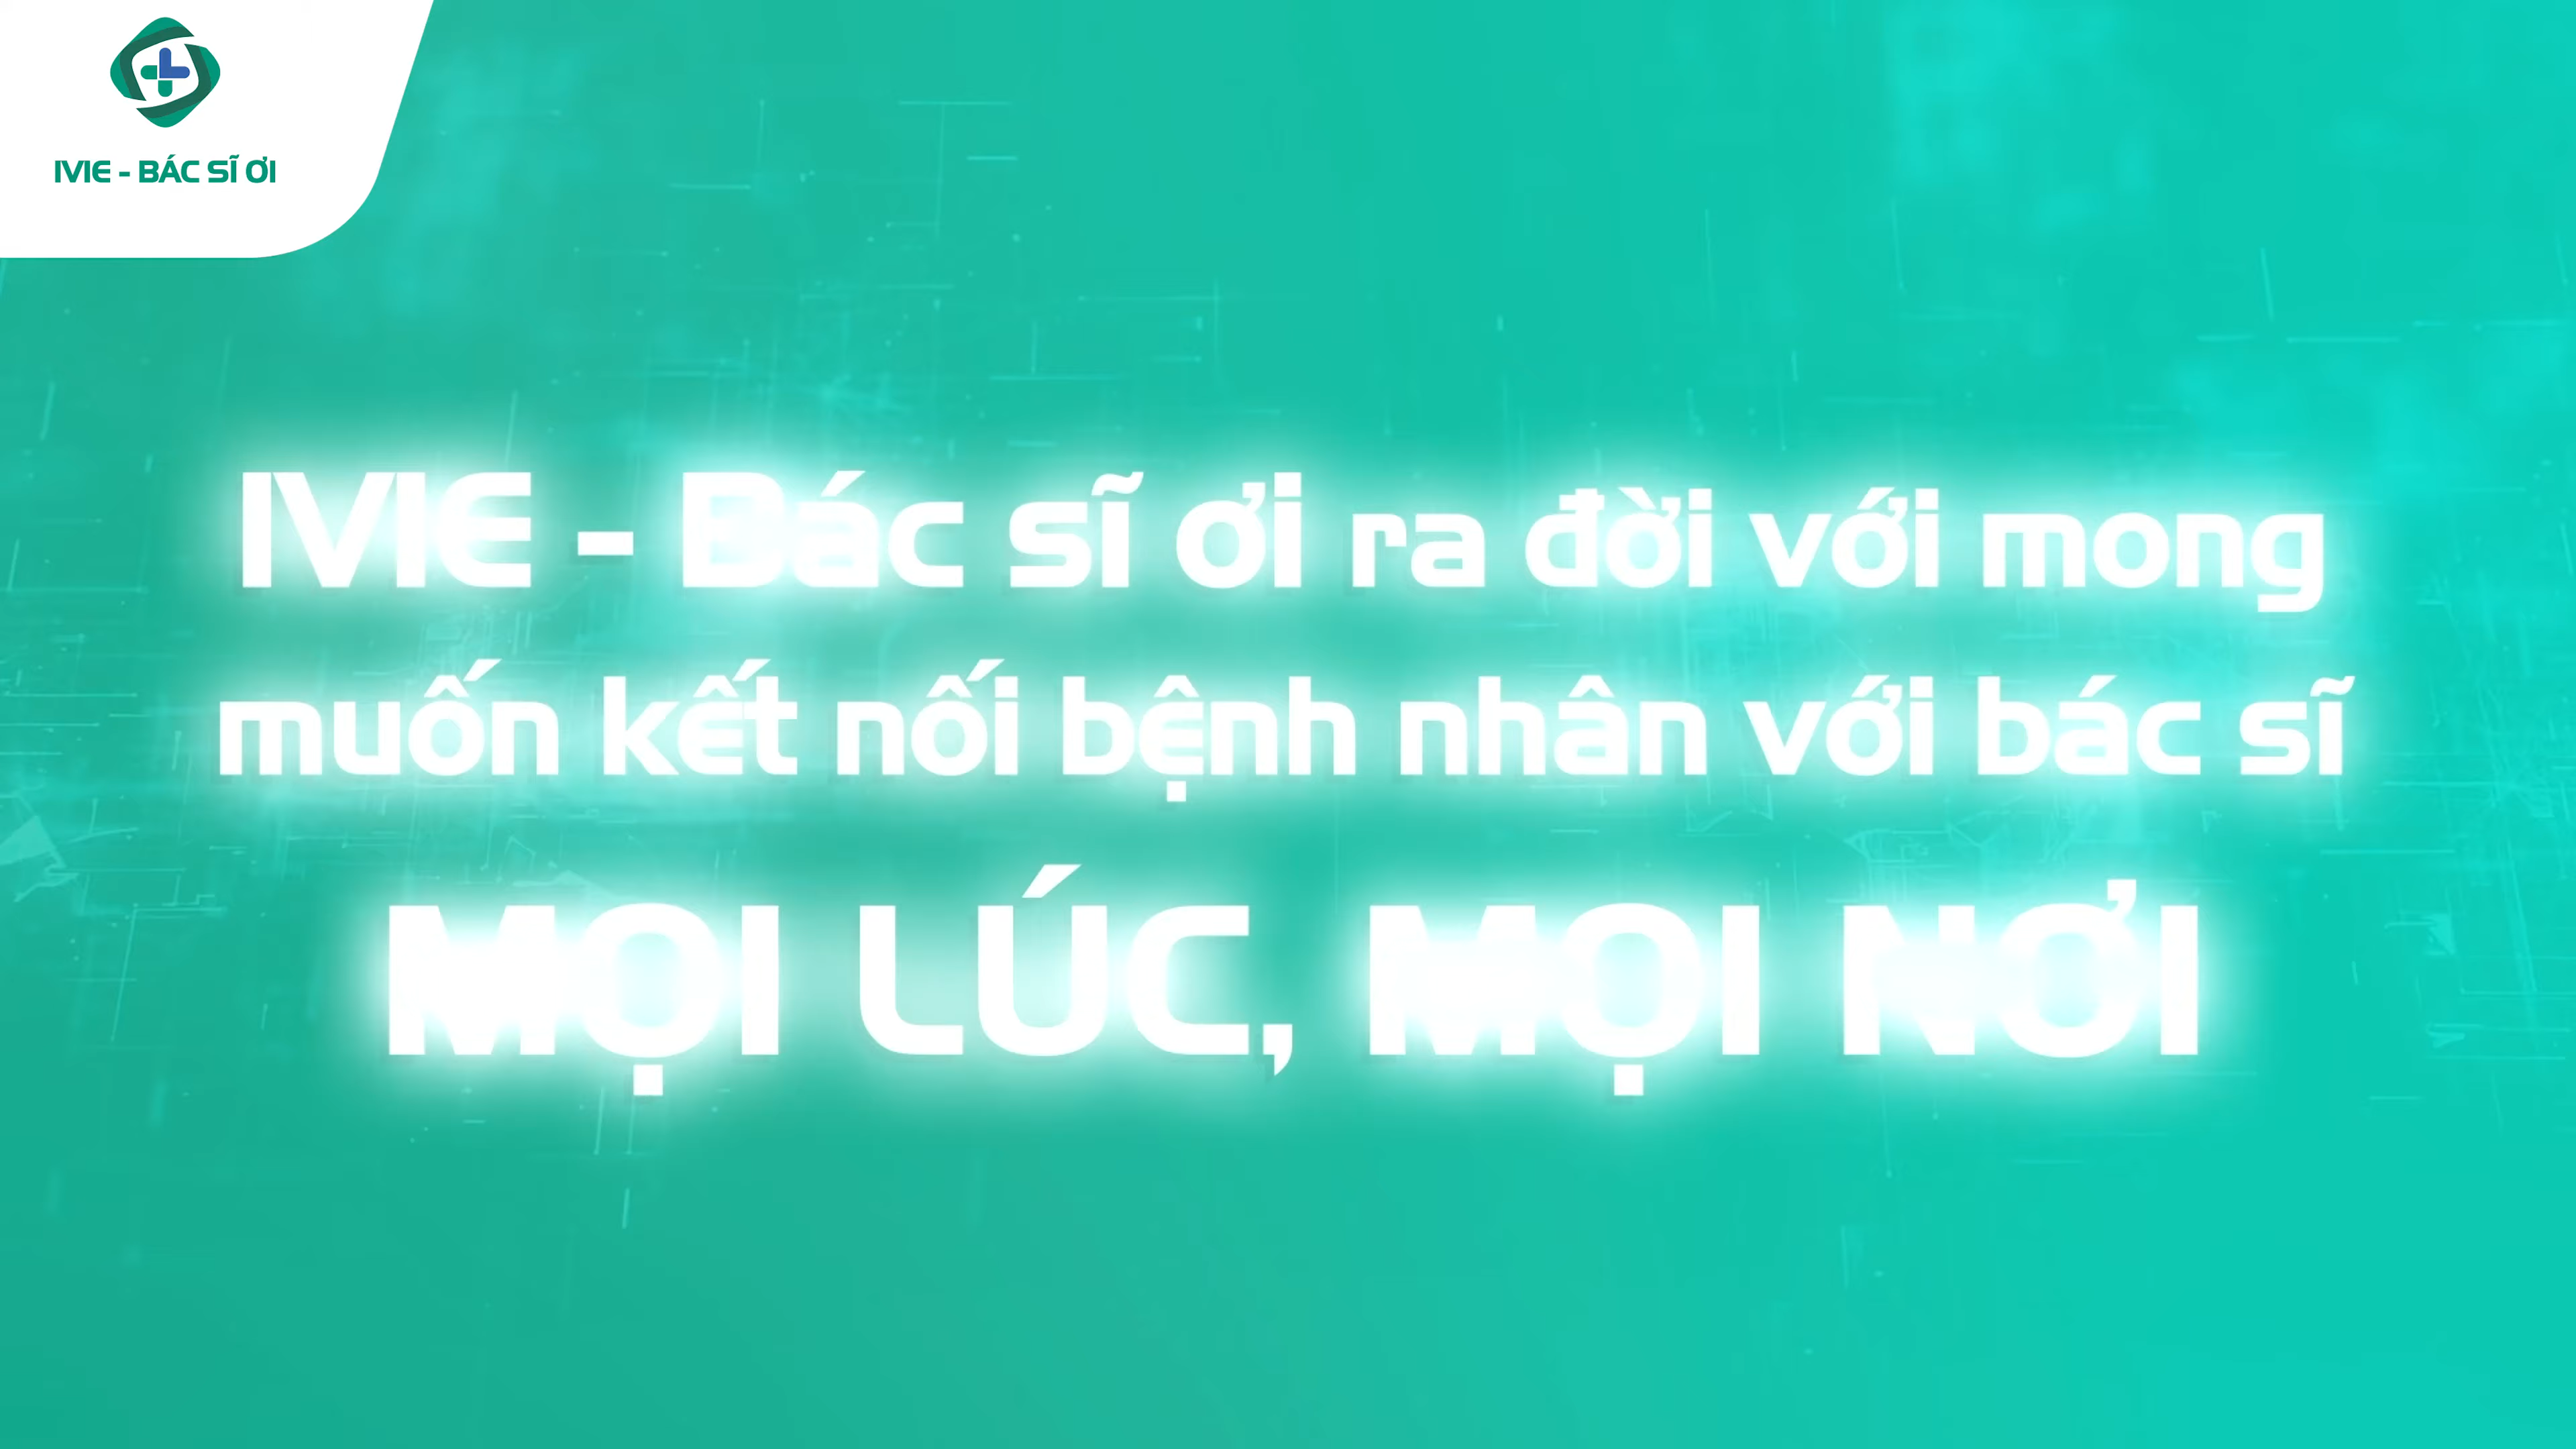 IVIE - BÁC SĨ ƠI
IVIE - Bác sĩ ơi ra đời với mong
muốn kết nối bệnh nhân với bác sĩ
MỌI LÚC, MỌI NƠI